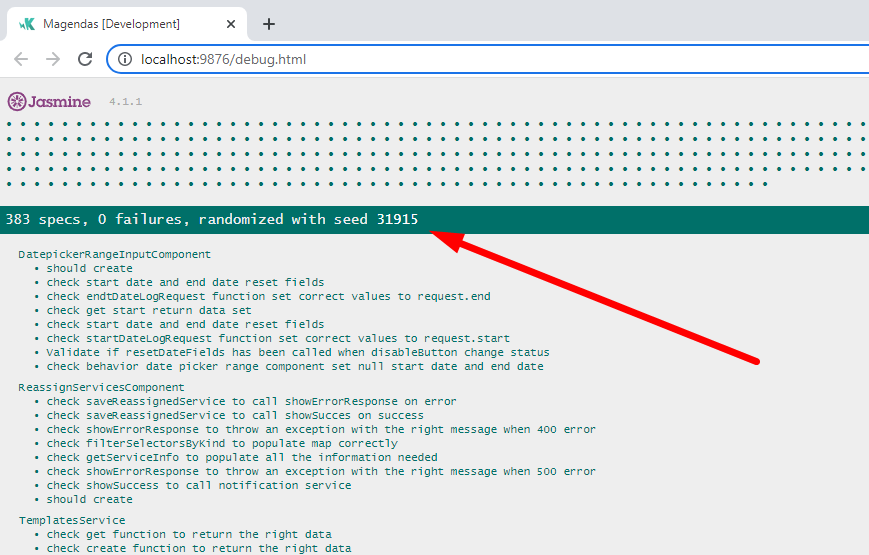 Magendas [Development]
localhost:9876/debug.html
Jasmine 4.1.1
383 specs, 0 failures, randomized with seed 31915
DatepickerRangeInputComponent
• should create
• check start date and end date reset fields
• check endtDateLogRequest function set correct values to request.end
• check get start return data set
• check start date and end date reset fields
• check startDateLogRequest function set correct values to request.start
• Validate if resetDateFields has been called when disableButton change status
• check behavior date picker range component set null start date and end date
ReassignServicesComponent
• check saveReassignedService to call showErrorResponse on error
• check saveReassignedService to call showSucces on success
• check showErrorResponse to throw an exception with the right message when 400 error
• check filterSelectorsByKind to populate map correctly
• check getServiceInfo to populate all the information needed
• check showErrorResponse to throw an exception with the right message when 500 error
• check showSuccess to call notification service
• should create
TemplatesService
• check get function to return the right data
• check create function to return the right data